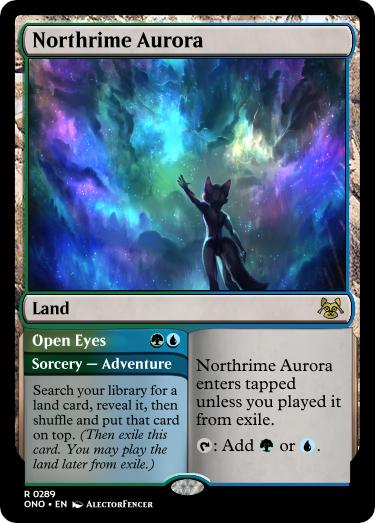 Northrime Aurora
Land
Open Eyes
Sorcery — Adventure
Search your library for a
land card, reveal it, then
shuffle and put that card
on top. (Then exile this
card. You may play the
land later from exile.)
Northrime Aurora
enters tapped
unless you played it
from exile.
: Add or .
R 0289
ONO • EN AlectorFencer